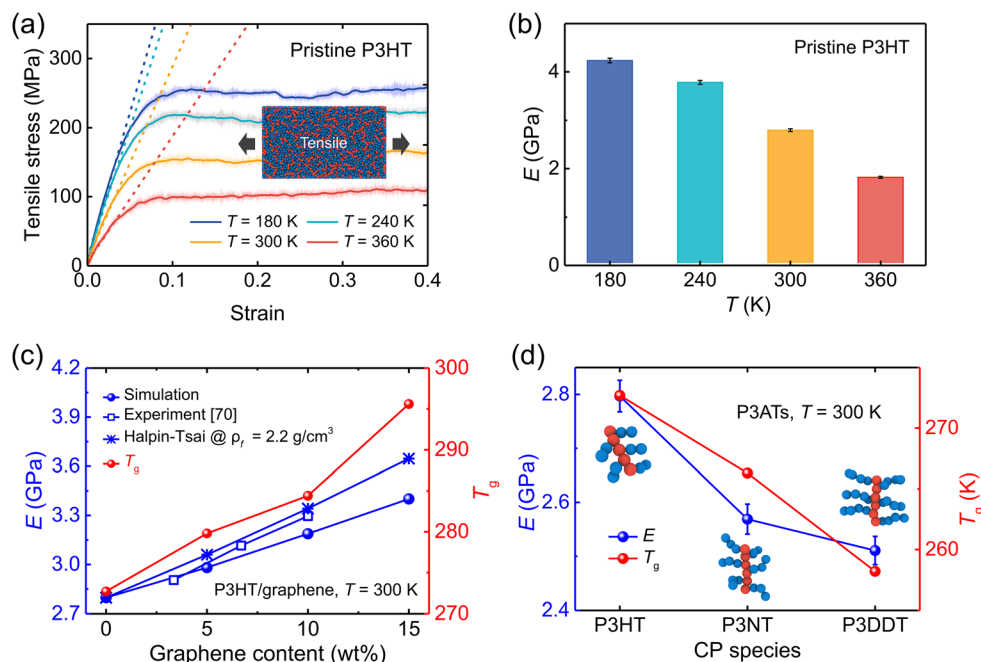 (a)
Pristine P3HT
Tensile stress (MPa)
300
200
100
0
Tensile
T = 180 K
T = 240 K
T = 300 K
T = 360 K
0.0
0.1
0.2
0.3
0.4
Strain
(b)
Pristine P3HT
E (GPa)
4
2
0
180
240
300
360
T (K)
(c)
E (GPa)
4.2
3.9
3.6
3.3
3.0
2.7
Simulation
Experiment [70]
Halpin-Tsai @ ρf = 2.2 g/cm³
Tg
P3HT/graphene, T = 300 K
300
290
280
270
Tg
0
5
10
15
Graphene content (wt%)
(d)
E (GPa)
2.8
2.6
2.4
P3ATs, T = 300 K
E
Tg
270
260
Tg (K)
P3HT
P3NT
P3DDT
CP species